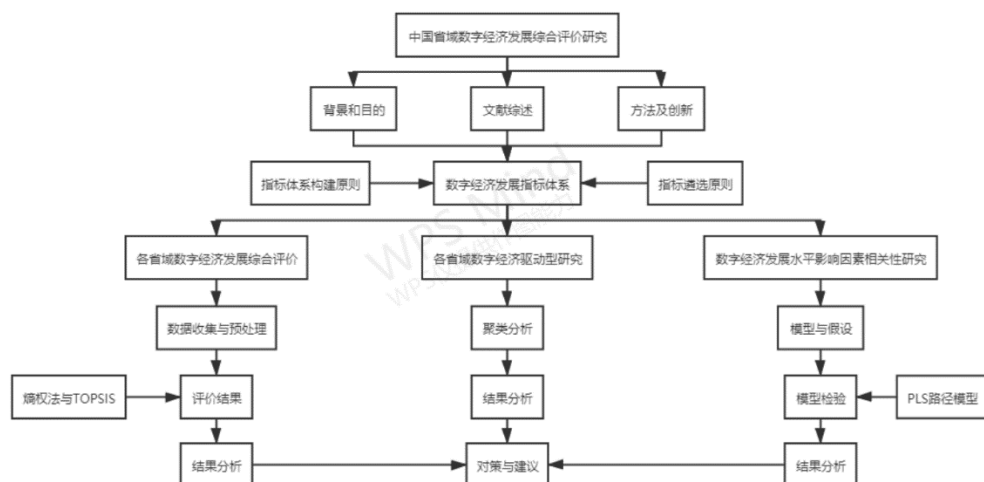 中国省域数字经济发展综合评价研究
背景和目的
文献综述
方法及创新
指标体系构建原则
数字经济发展指标体系
指标遴选原则
各省域数字经济发展综合评价
各省域数字经济驱动型研究
数字经济发展水平影响因素相关性研究
数据收集与预处理
聚类分析
模型与假设
熵权法与TOPSIS
评价结果
结果分析
模型检验
PLS路径模型
结果分析
对策与建议
结果分析
WPS Mind